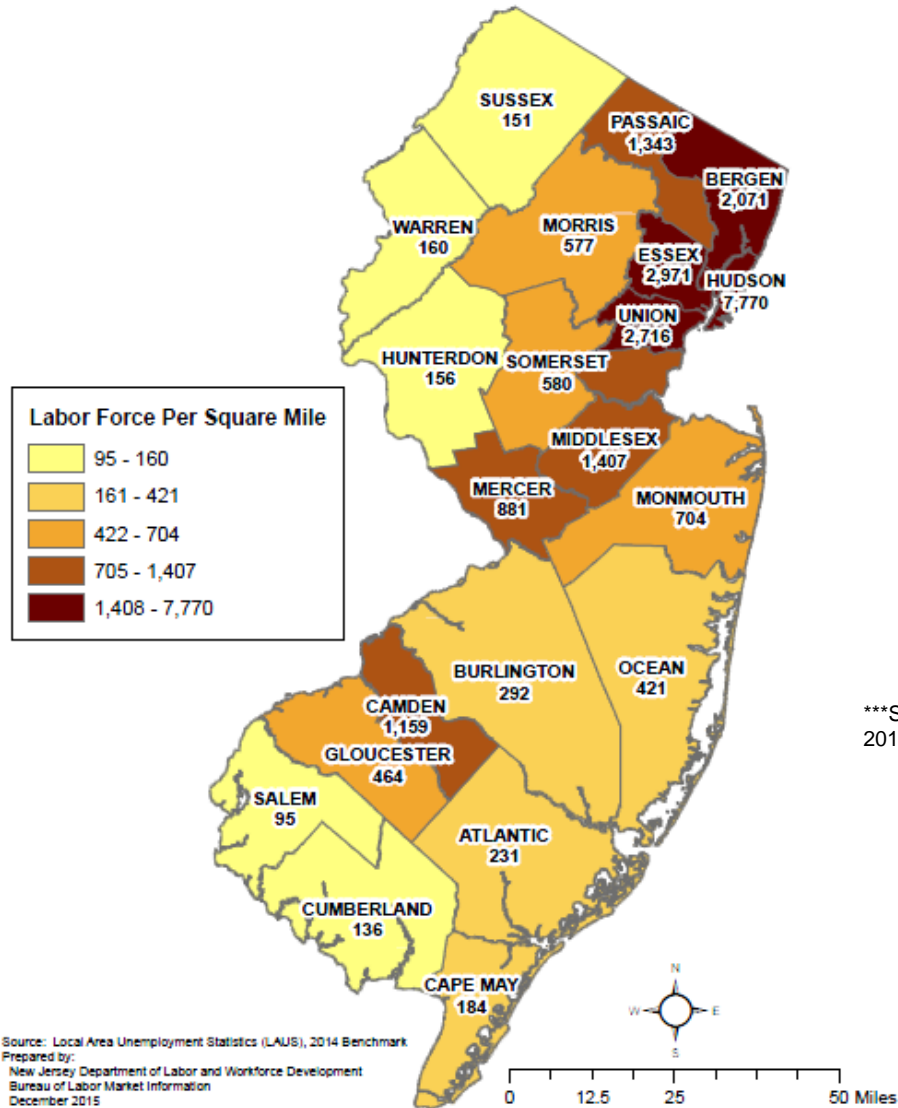 SUSSEX
151
PASSAIC
1,343
BERGEN
2,071
WARREN
160
MORRIS
577
ESSEX
2,971
HUDSON
7,770
UNION
2,716
HUNTERDON
156
SOMERSET
580
Labor Force Per Square Mile
95 - 160
161 - 421
422 - 704
705 - 1,407
1,408 - 7,770
MIDDLESEX
1,407
MERCER
881
MONMOUTH
704
BURLINGTON
292
OCEAN
421
CAMDEN
1,159
GLOUCESTER
464
***S
201
SALEM
95
ATLANTIC
231
CUMBERLAND
136
CAPE MAY
184
N
W E
S
Source: Local Area Unemployment Statistics (LAUS), 2014 Benchmark
Prepared by:
New Jersey Department of Labor and Workforce Development
Bureau of Labor Market Information
December 2015
0 12.5 25 50 Miles